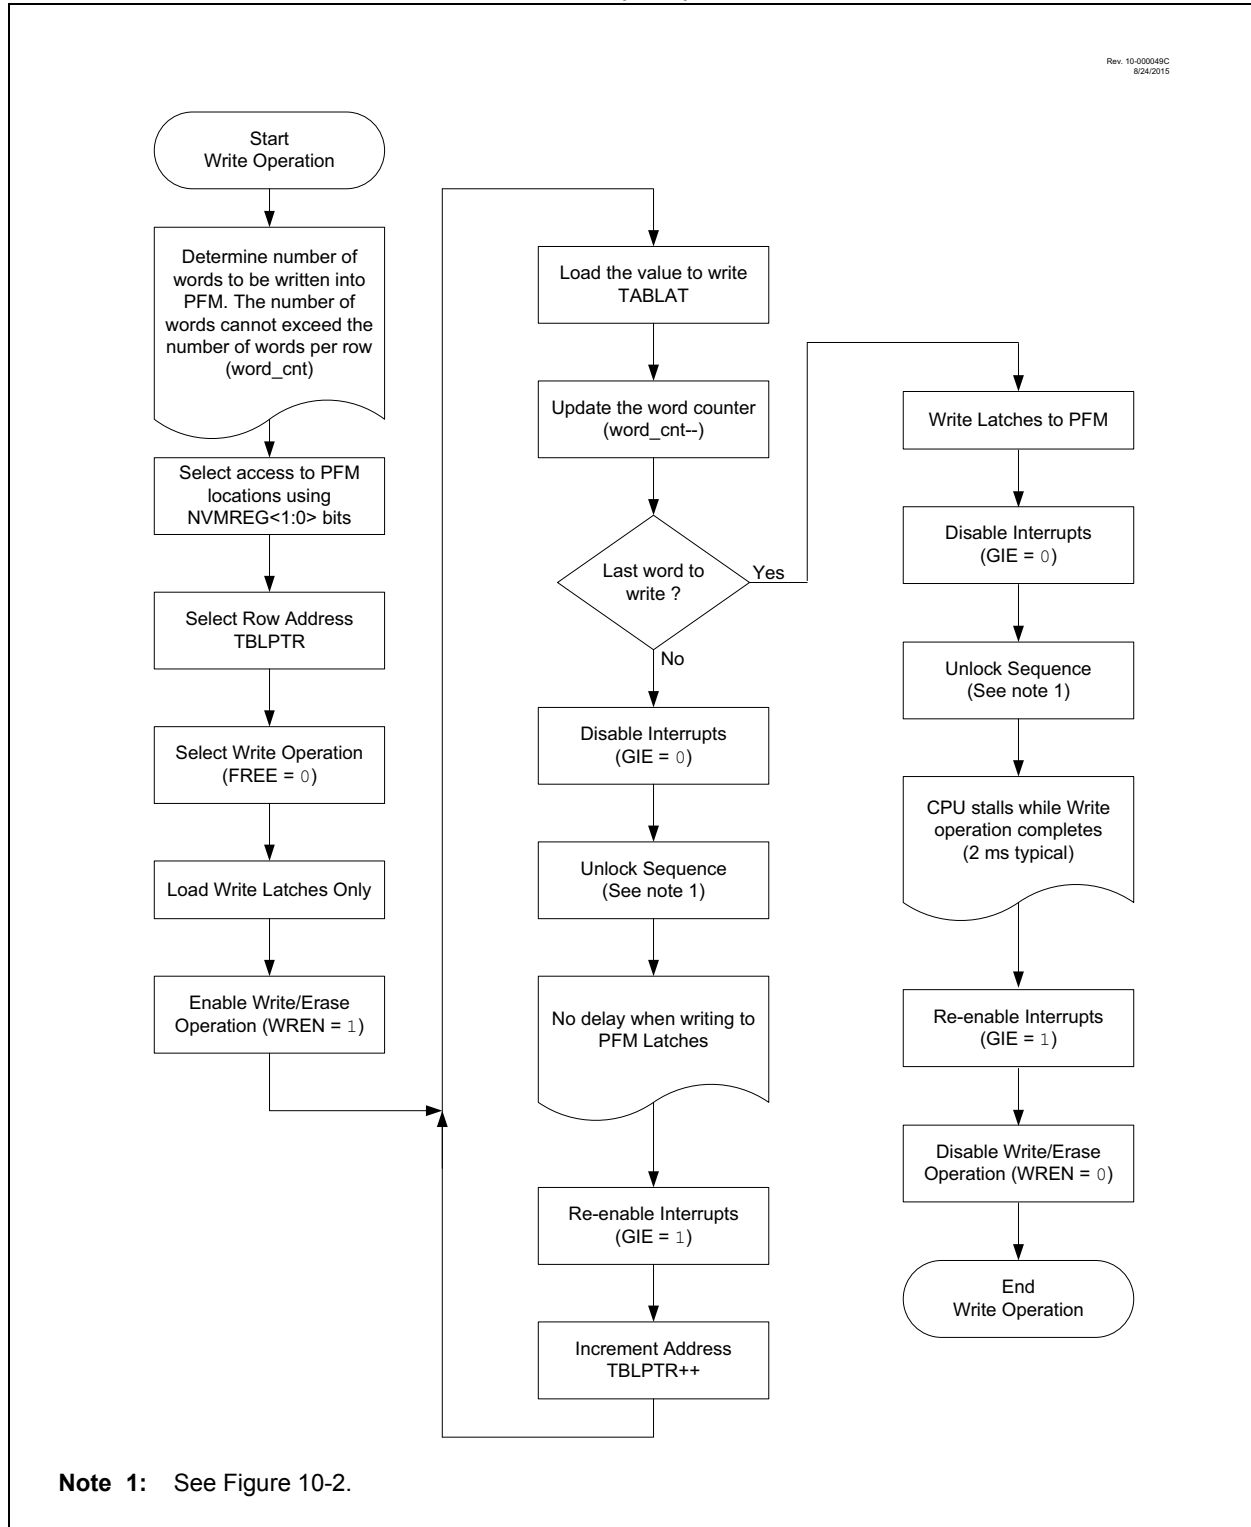 Rev. 10-000049C
8/24/2015
Start
Write Operation
Determine number of
words to be written into
PFM. The number of
words cannot exceed the
number of words per row
(word_cnt)
Select access to PFM
locations using
NVMREG<1:0> bits
Select Row Address
TBLPTR
Select Write Operation
(FREE = 0)
Load Write Latches Only
Enable Write/Erase
Operation (WREN = 1)
Load the value to write
TABLAT
Update the word counter
(word_cnt--)
Last word to
write ?
Yes
No
Disable Interrupts
(GIE = 0)
Unlock Sequence
(See note 1)
No delay when writing to
PFM Latches
Re-enable Interrupts
(GIE = 1)
Increment Address
TBLPTR++
Write Latches to PFM
Disable Interrupts
(GIE = 0)
Unlock Sequence
(See note 1)
CPU stalls while Write
operation completes
(2 ms typical)
Re-enable Interrupts
(GIE = 1)
Disable Write/Erase
Operation (WREN = 0)
End
Write Operation
Note 1: See Figure 10-2.